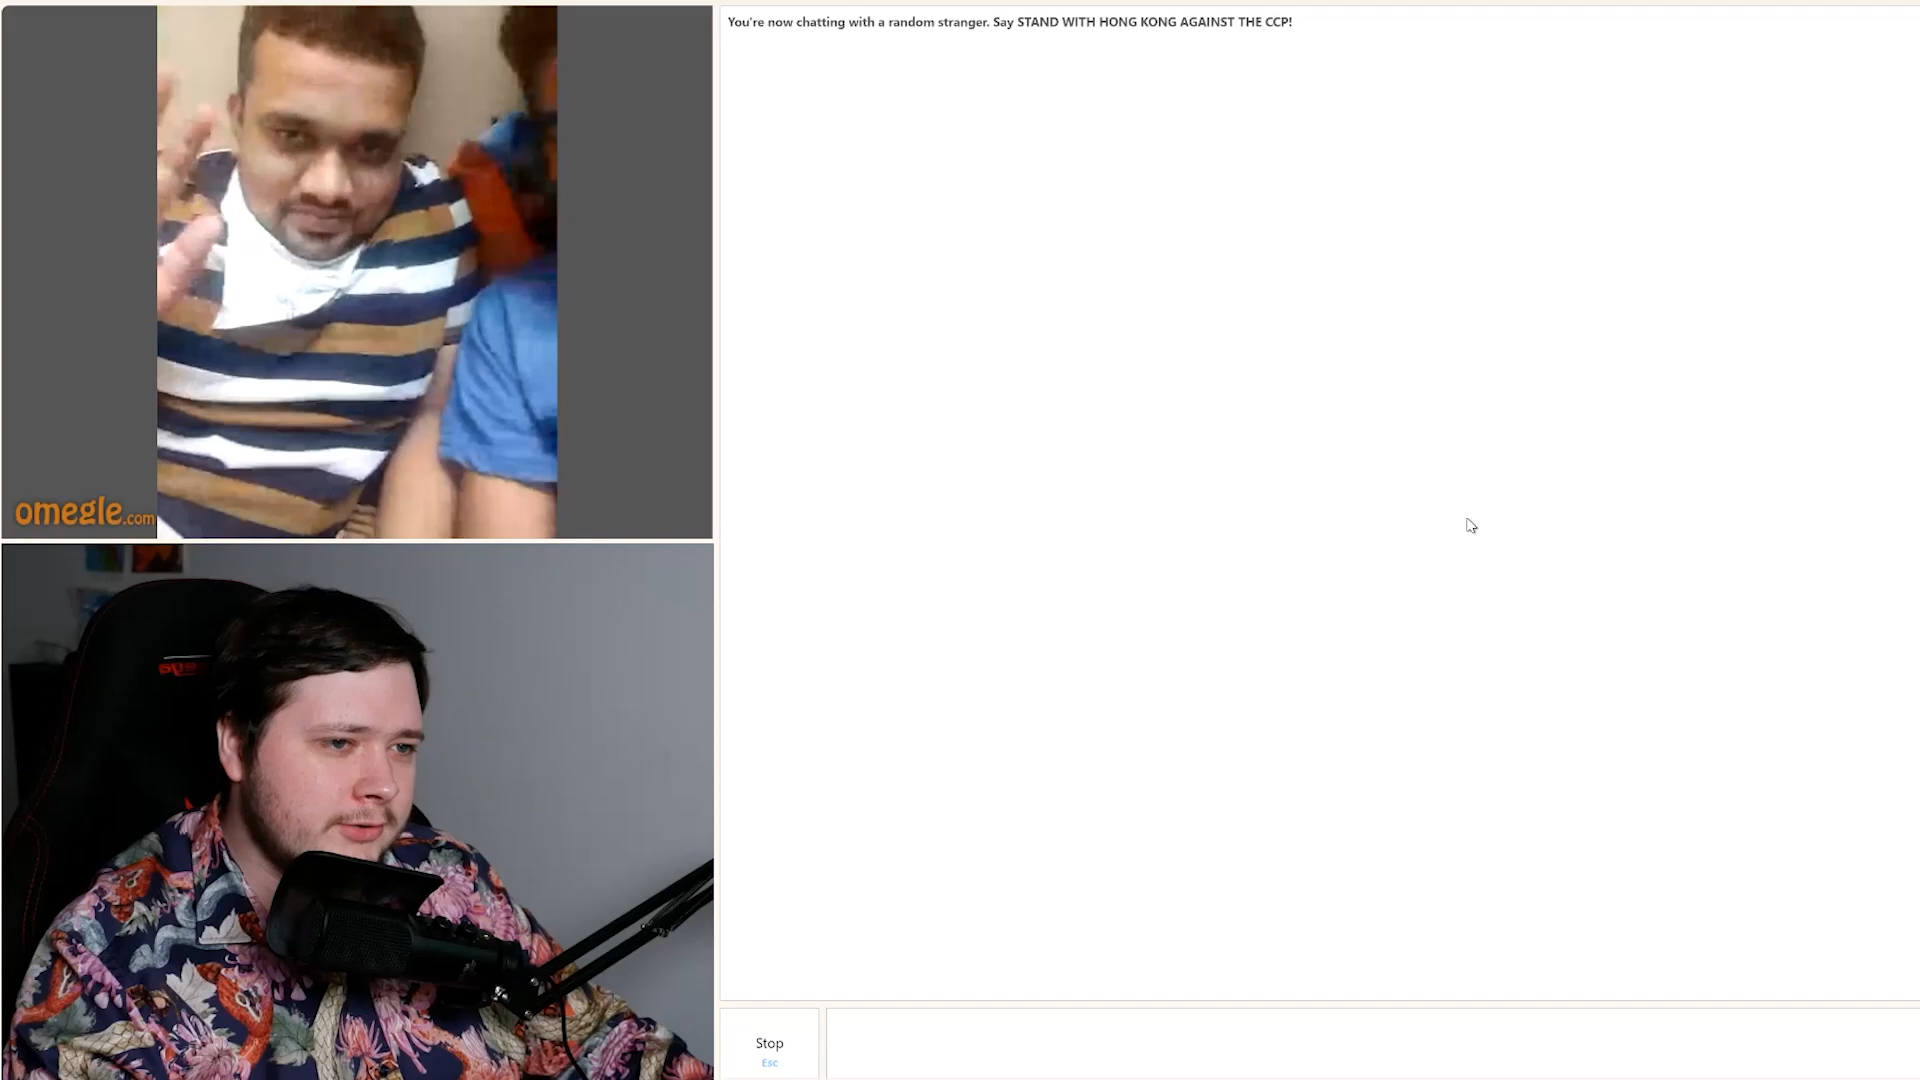 You're now chatting with a random stranger. Say STAND WITH HONG KONG AGAINST THE CCP!
omegle.com
Stop
Esc